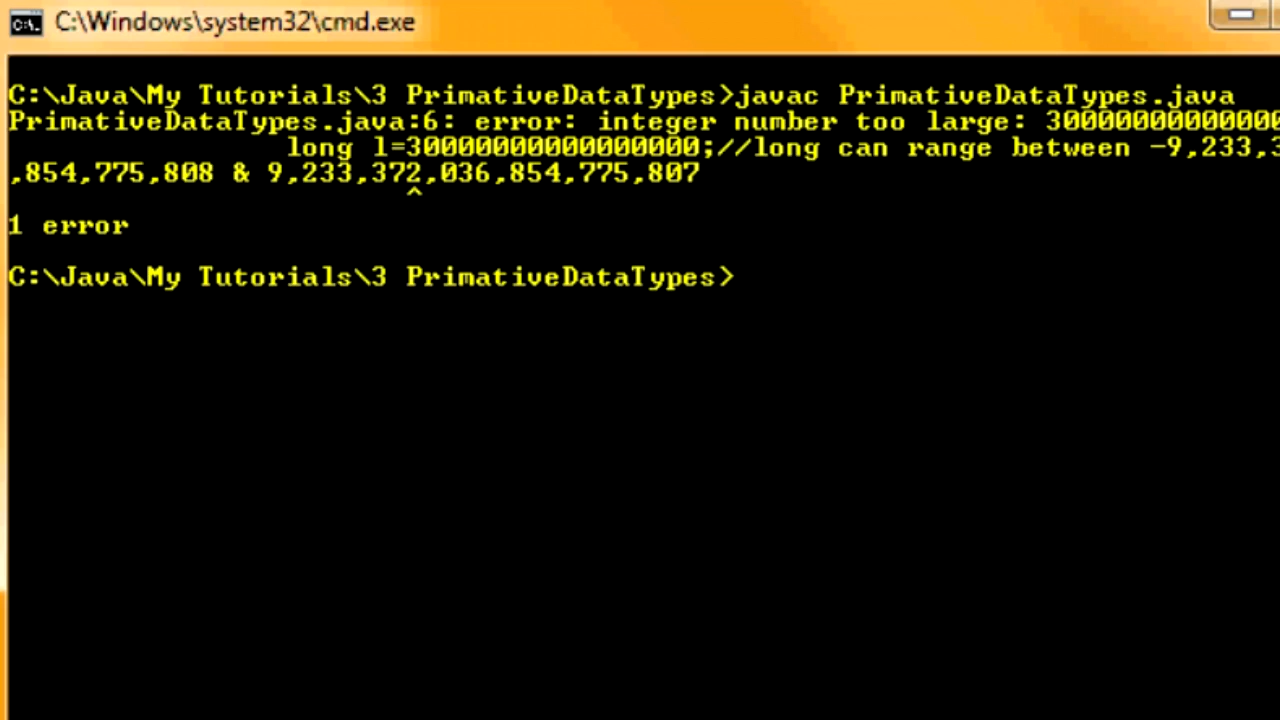 C:\Windows\system32\cmd.exe
C:\Java\My Tutorials\3 PrimativeDataTypes>javac PrimativeDataTypes.java
PrimativeDataTypes.java:6: error: integer number too large: 30000000000000
long l=30000000000000000;//long can range between -9,233,3
,854,775,808 & 9,233,372,036,854,775,807
^
1 error
C:\Java\My Tutorials\3 PrimativeDataTypes>